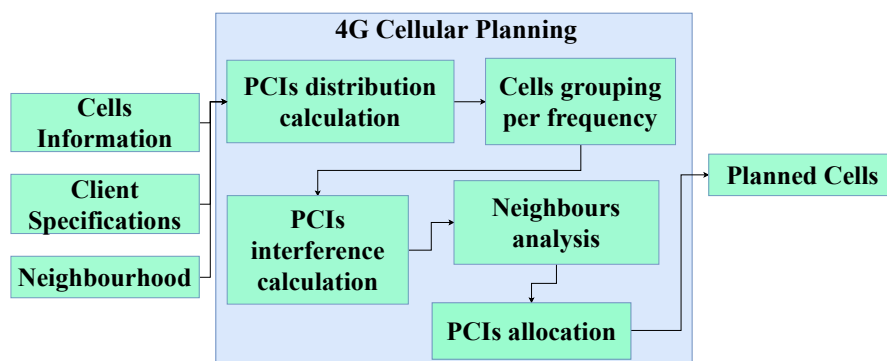 4G Cellular Planning
Cells
Information
Client
Specifications
Neighbourhood
PCIs distribution
calculation
Cells grouping
per frequency
PCIs
interference
calculation
Neighbours
analysis
PCIs allocation
Planned Cells